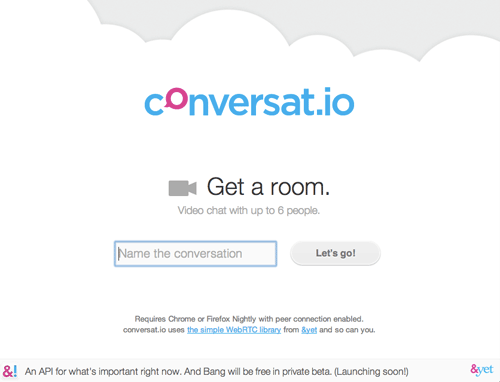 conversat.io
Get a room.
Video chat with up to 6 people.
Name the conversation
Let's go!
Requires Chrome or Firefox Nightly with peer connection enabled.
conversat.io uses the simple WebRTC library from &yet and so can you.
&! An API for what's important right now. And Bang will be free in private beta. (Launching soon!) &yet